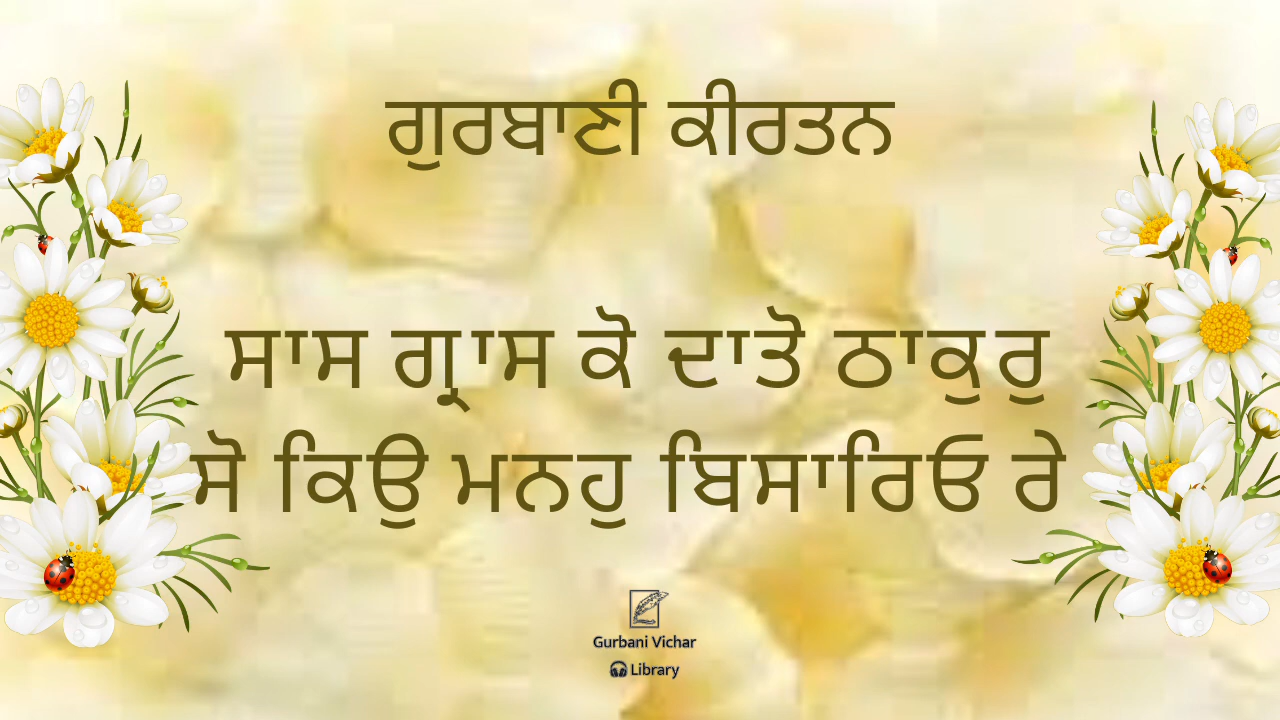 ਗੁਰਬਾਣੀ ਕੀਰਤਨ
ਸਾਸ ਗ੍ਰਾਸ ਕੋ ਦਾਤੋ ਠਾਕੁਰੁ
ਸੋ ਕਿਉ ਮਨਹੁ ਬਿਸਾਰਿਓ ਰੇ
Gurbani Vichar
Library